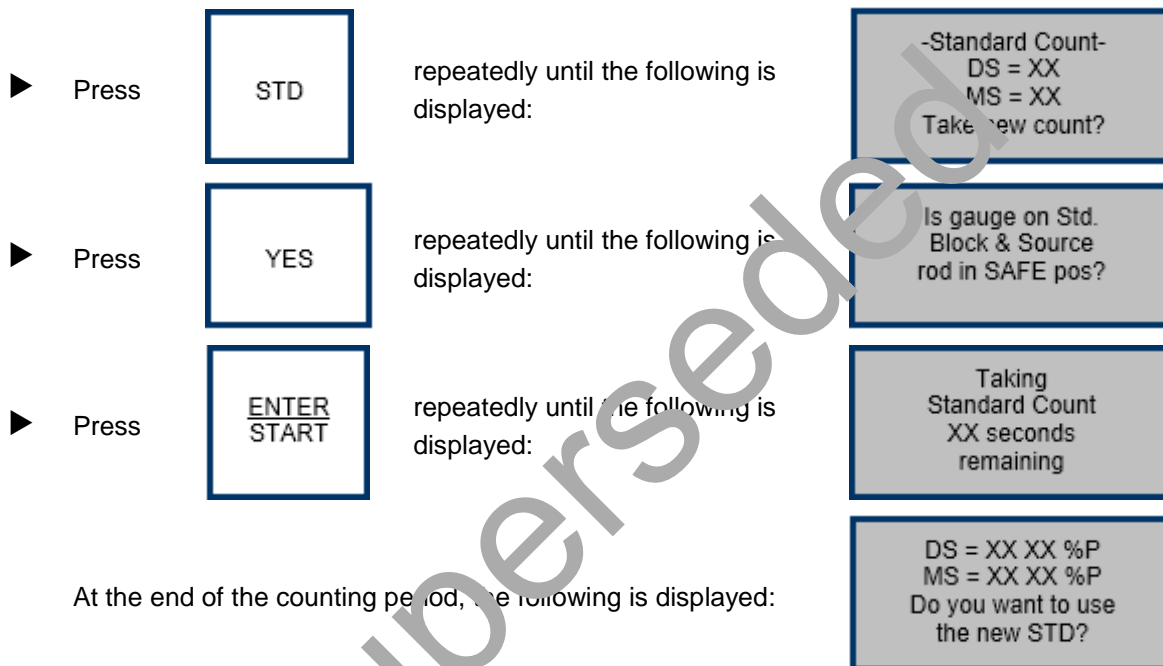 Press STD repeatedly until the following is
displayed:
-Standard Count-
DS = XX
MS = XX
Take new count?
Press YES repeatedly until the following is
displayed:
Is gauge on Std.
Block & Source
rod in SAFE pos?
Press ENTER
START
repeatedly until the following is
displayed:
Taking
Standard Count
XX seconds
remaining
At the end of the counting period, the following is displayed:
DS = XX XX %P
MS = XX XX %P
Do you want to use
the new STD?
uperseded